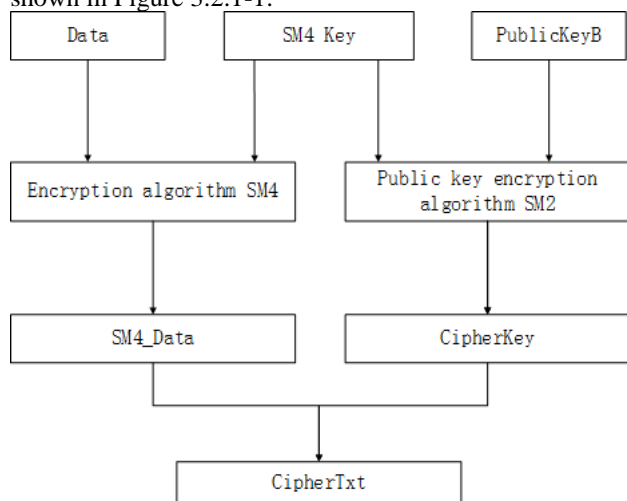 shown in Figure 3.2.1-1.
Data
SM4 Key
PublicKeyB
Encryption algorithm SM4
Public key encryption
algorithm SM2
SM4_Data
CipherKey
CipherTxt